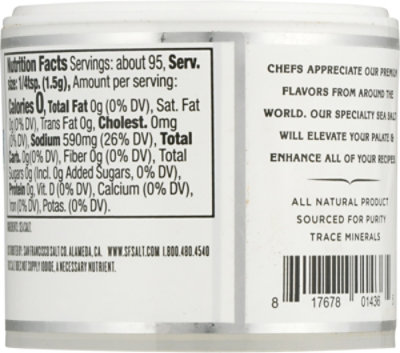 Nutrition Facts Servings: about 95, Serv.
size: 1/4tsp. (1.5g), Amount per serving:
Calories 0, Total Fat 0g (0% DV), Sat. Fat
0g (0% DV), Trans Fat 0g, Cholest. 0mg
(0% DV), Sodium 590mg (26% DV), Total
Carb. 0g(0% DV), Fiber 0g (0% DV), Total
Sugars 0g (Incl. 0g Added Sugars, 0% DV),
Protein 0g, Vit. D (0% DV), Calcium (0% DV),
Iron (0% DV), Potas. (0% DV).
SEA SALT.
BY: SAN FRANCISCO SALT CO. ALAMEDA, CA. WWW.SFSALT.COM 1.800.480.4540
DOES NOT SUPPLY IODIDE, A NECESSARY NUTRIENT.
CHEFS APPRECIATE OUR PREMIUM
FLAVORS FROM AROUND THE
WORLD. OUR SPECIALTY SEA SALTS
WILL ELEVATE YOUR PALATE &
ENHANCE ALL OF YOUR RECIPES
ALL NATURAL PRODUCT
SOURCED FOR PURITY
TRACE MINERALS
8 17678 01436